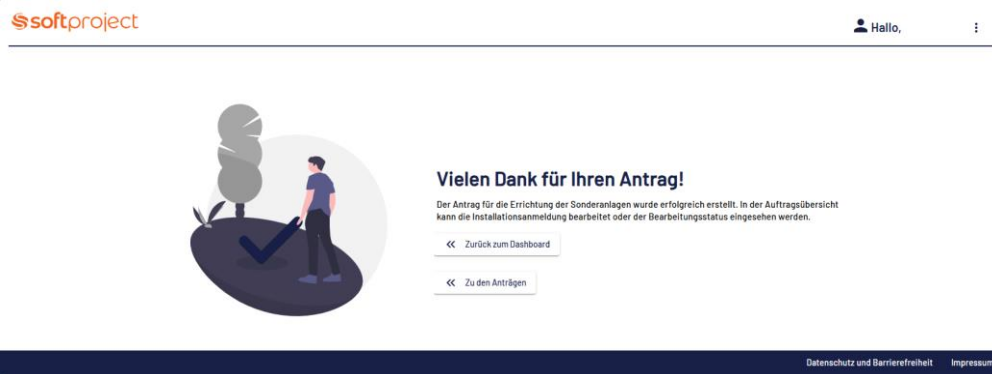 softproject
Hallo,
Vielen Dank für Ihren Antrag!
Der Antrag für die Errichtung der Sonderanlagen wurde erfolgreich erstellt. In der Auftragsübersicht
kann die Installationsanmeldung bearbeitet oder der Bearbeitungsstatus eingesehen werden.
Zurück zum Dashboard
Zu den Anträgen
Datenschutz und Barrierefreiheit Impressum